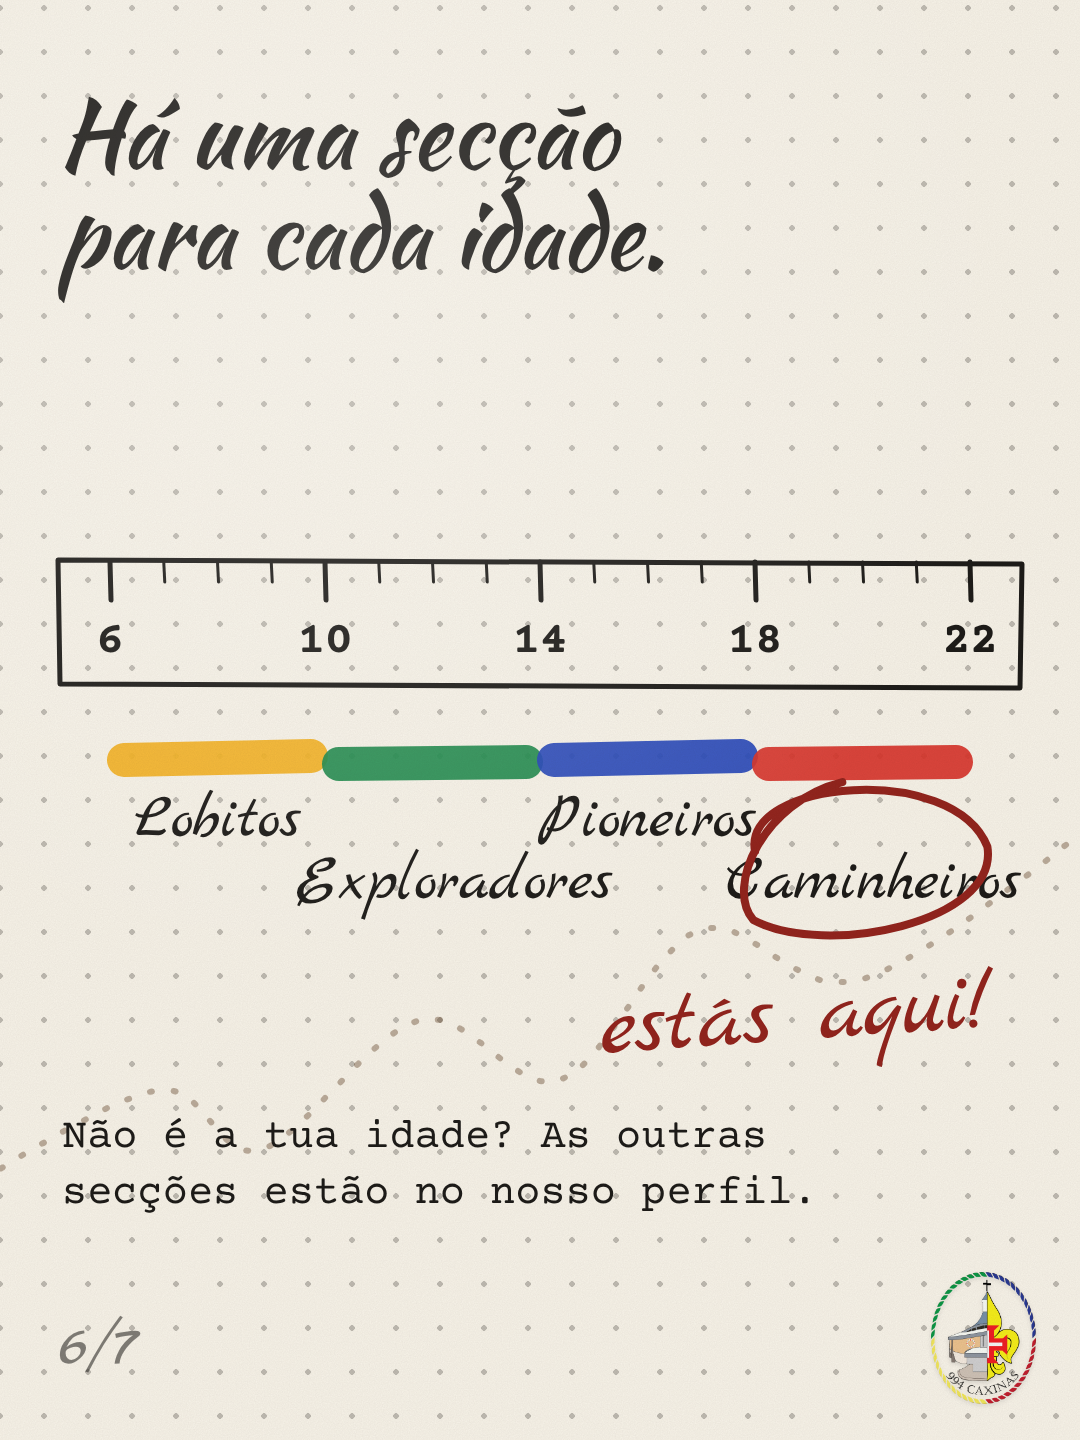 Há uma secção
para cada idade.
6 10 14 18 22
Lobitos Pioneiros
Exploradores Caminheiros
estás aqui!
Não é a tua idade? As outras
secções estão no nosso perfil.
6/7
994 CAXINAS